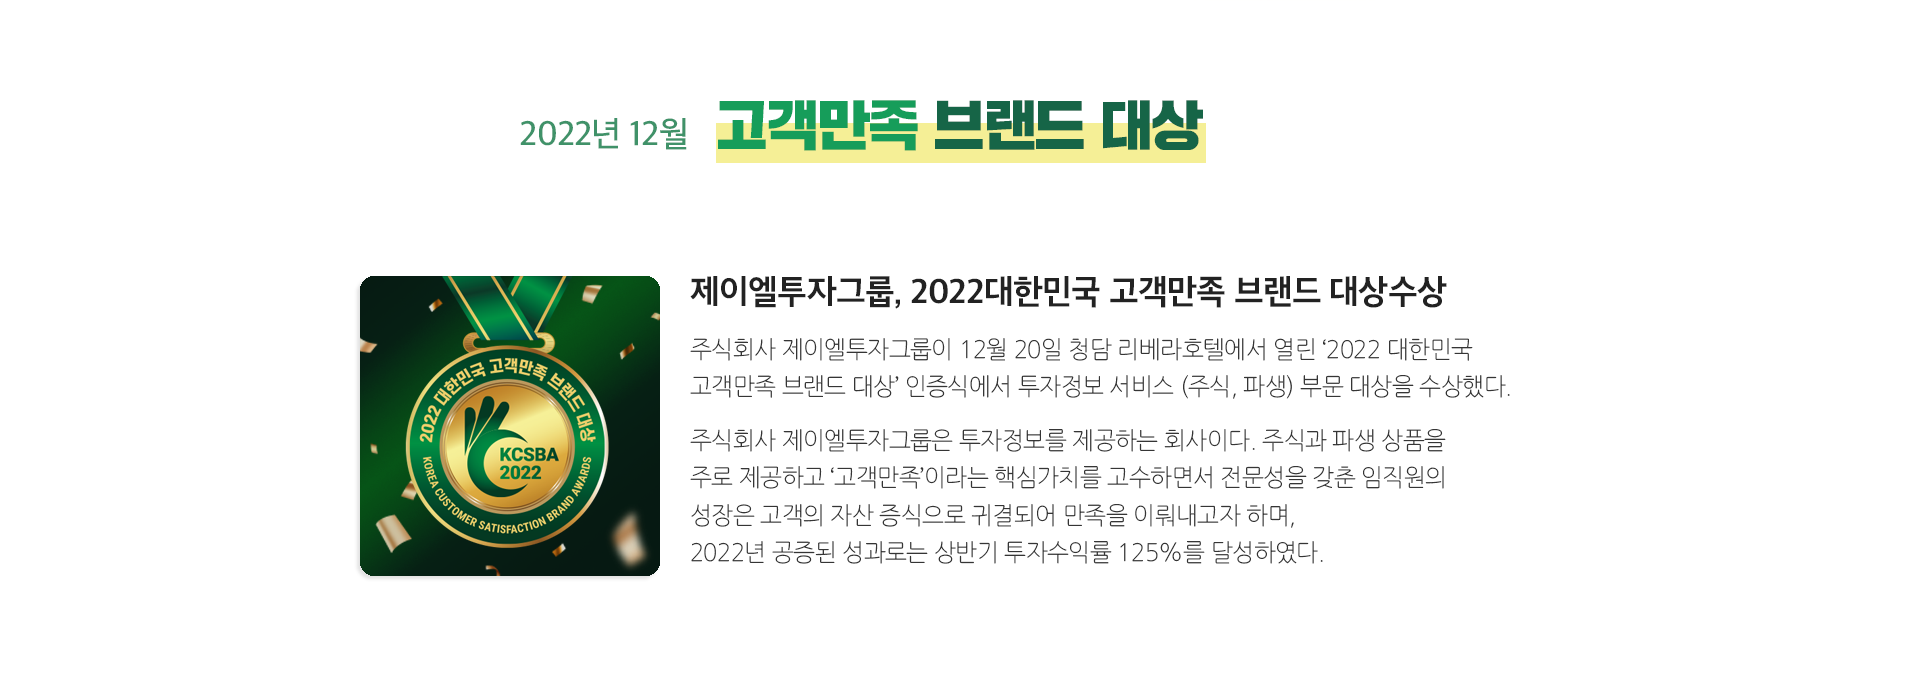 2022년 12월 고객만족 브랜드 대상
제이엘투자그룹, 2022대한민국 고객만족 브랜드 대상수상
주식회사 제이엘투자그룹이 12월 20일 청담 리베라호텔에서 열린 ‘2022 대한민국
고객만족 브랜드 대상’ 인증식에서 투자정보 서비스 (주식, 파생) 부문 대상을 수상했다.
주식회사 제이엘투자그룹은 투자정보를 제공하는 회사이다. 주식과 파생 상품을
주로 제공하고 ‘고객만족’이라는 핵심가치를 고수하면서 전문성을 갖춘 임직원의
성장은 고객의 자산 증식으로 귀결되어 만족을 이뤄내고자 하며,
2022년 공증된 성과로는 상반기 투자수익률 125%를 달성하였다.
2022 대한민국 고객만족 브랜드 대상
KCSBA
2022
KOREA CUSTOMER SATISFACTION BRAND AWARDS